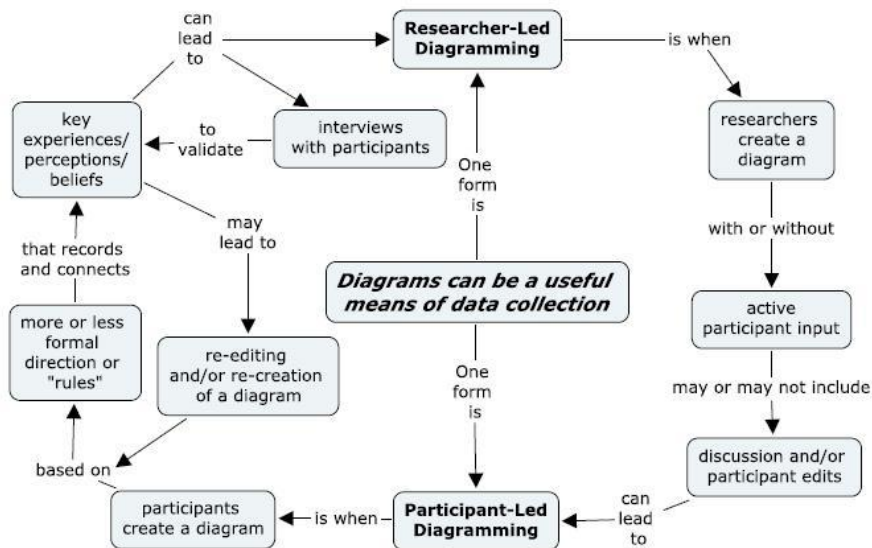 can
lead
to
Researcher-Led
Diagramming
is when
key
experiences/
perceptions/
beliefs
to
validate
interviews
with participants
researchers
create a
diagram
One
form
is
may
lead to
with or without
that records
and connects
Diagrams can be a useful
means of data collection
more or less
formal
direction or
"rules"
active
participant input
re-editing
and/or re-creation
of a diagram
One
form
is
may or may not include
based on
discussion and/or
participant edits
participants
create a diagram
is when
Participant-Led
Diagramming
can
lead
to